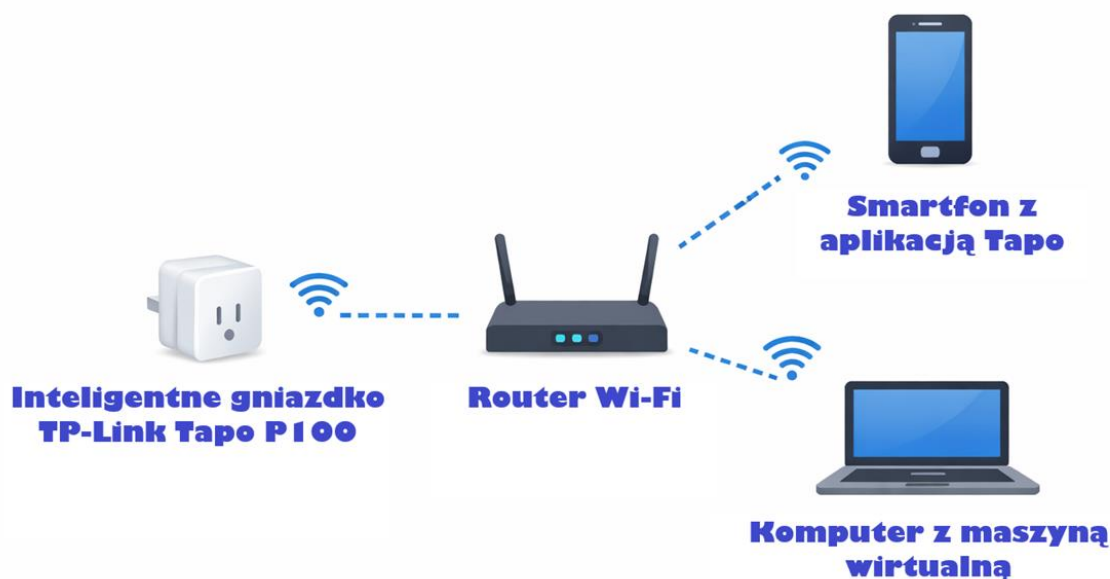 Smartfon z
aplikacją Tapo
Inteligentne gniazdko
TP-Link Tapo P100
Router Wi-Fi
Komputer z maszyną
wirtualną